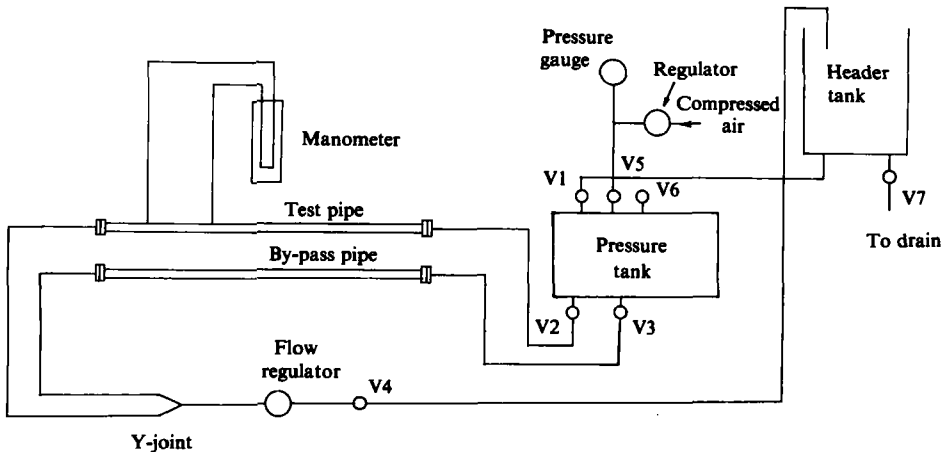 Pressure
gauge
Regulator
Compressed
air
Header
tank
Manometer
V1
V5
V6
V7
To drain
Test pipe
By-pass pipe
Pressure
tank
V2
V3
Flow
regulator
V4
Y-joint